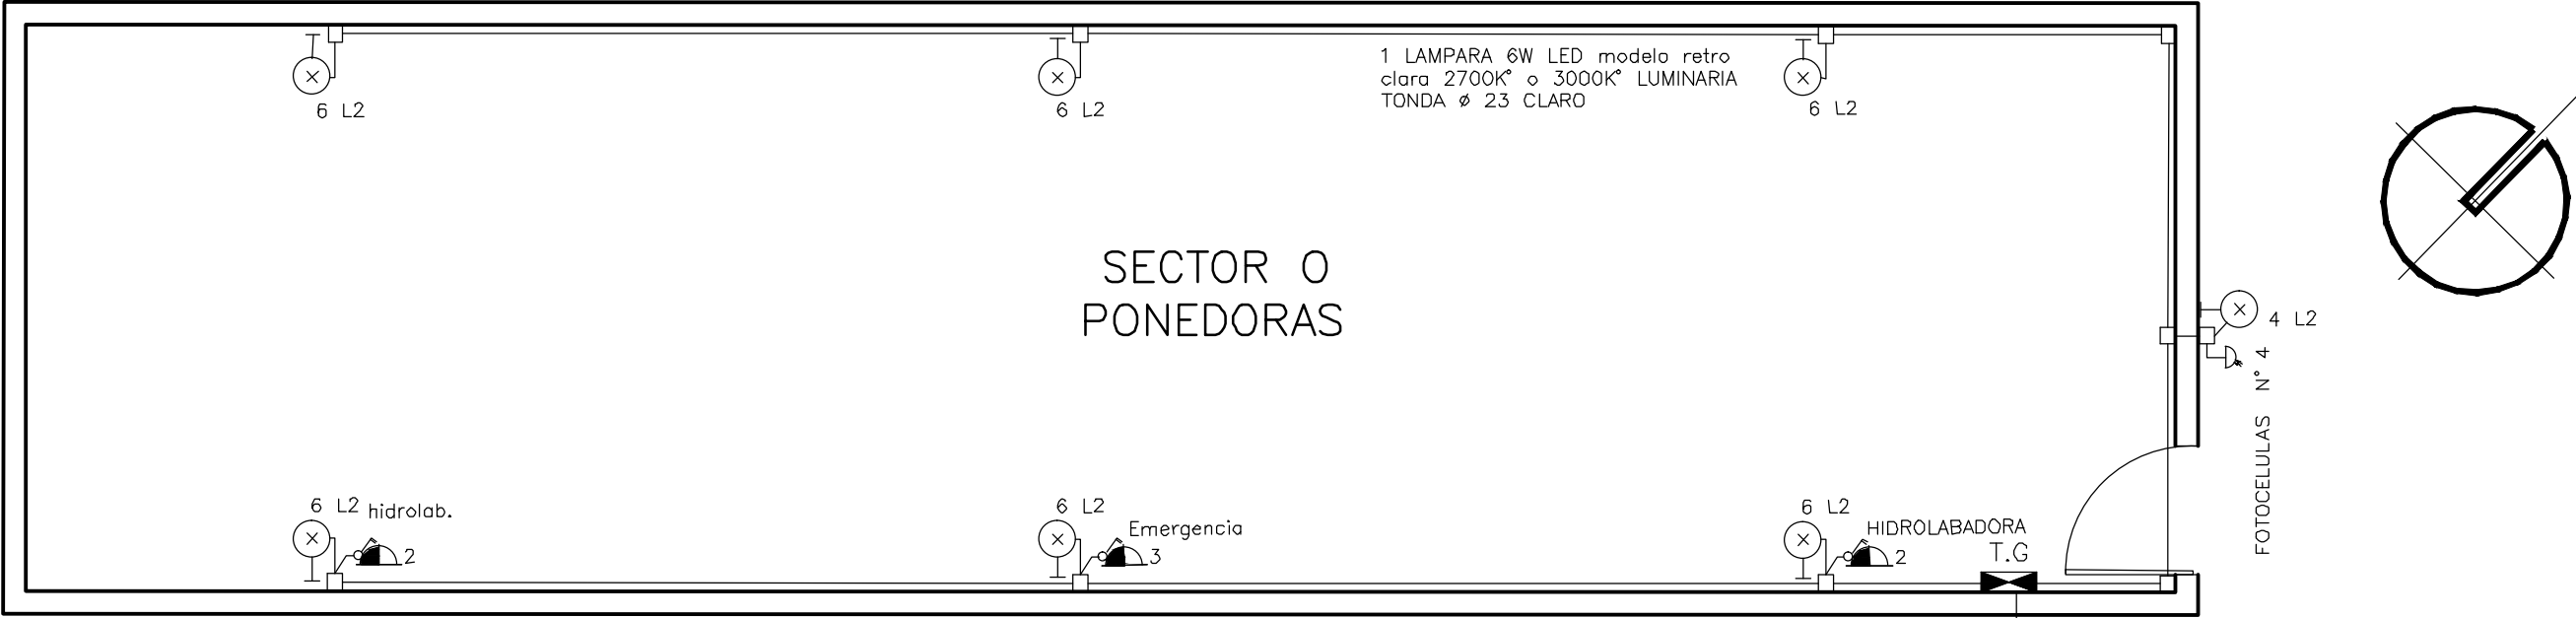 1 LAMPARA 6W LED modelo retro
clara 2700K° o 3000K° LUMINARIA
TONDA ø 23 CLARO
6 L2
6 L2
6 L2
SECTOR O
PONEDORAS
4 L2
FOTOCELULAS N° 4
6 L2
hidrolab.
2
6 L2
Emergencia
3
6 L2
HIDROLABADORA
2
T.G